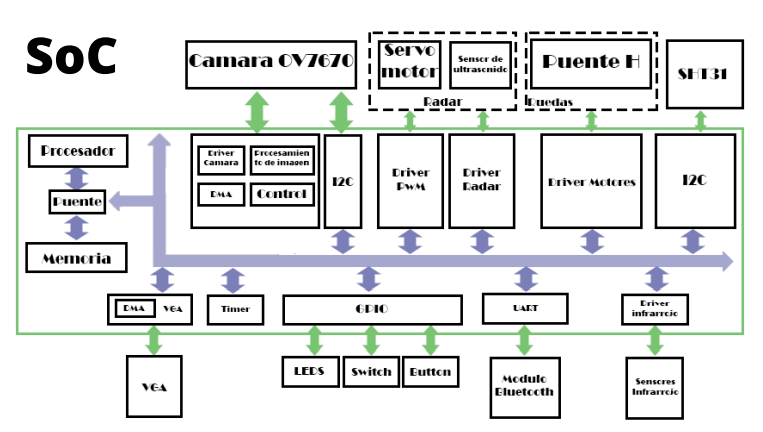 SoC
Camara OV7670
Servo
motor
Sensor de
ultrasonido
Radar
Puente H
Ruedas
SHT31
Procesador
Puente
Memoria
Driver
Camara
Procesamien
to de imagen
DMA
Control
I2C
Driver
PwM
Driver
Radar
Driver Motores
I2C
DMA
VGA
Timer
GPIO
UART
Driver
infrarrojo
VGA
LEDS
Switch
Button
Modulo
Bluetooth
Sensores
Infrarrojo